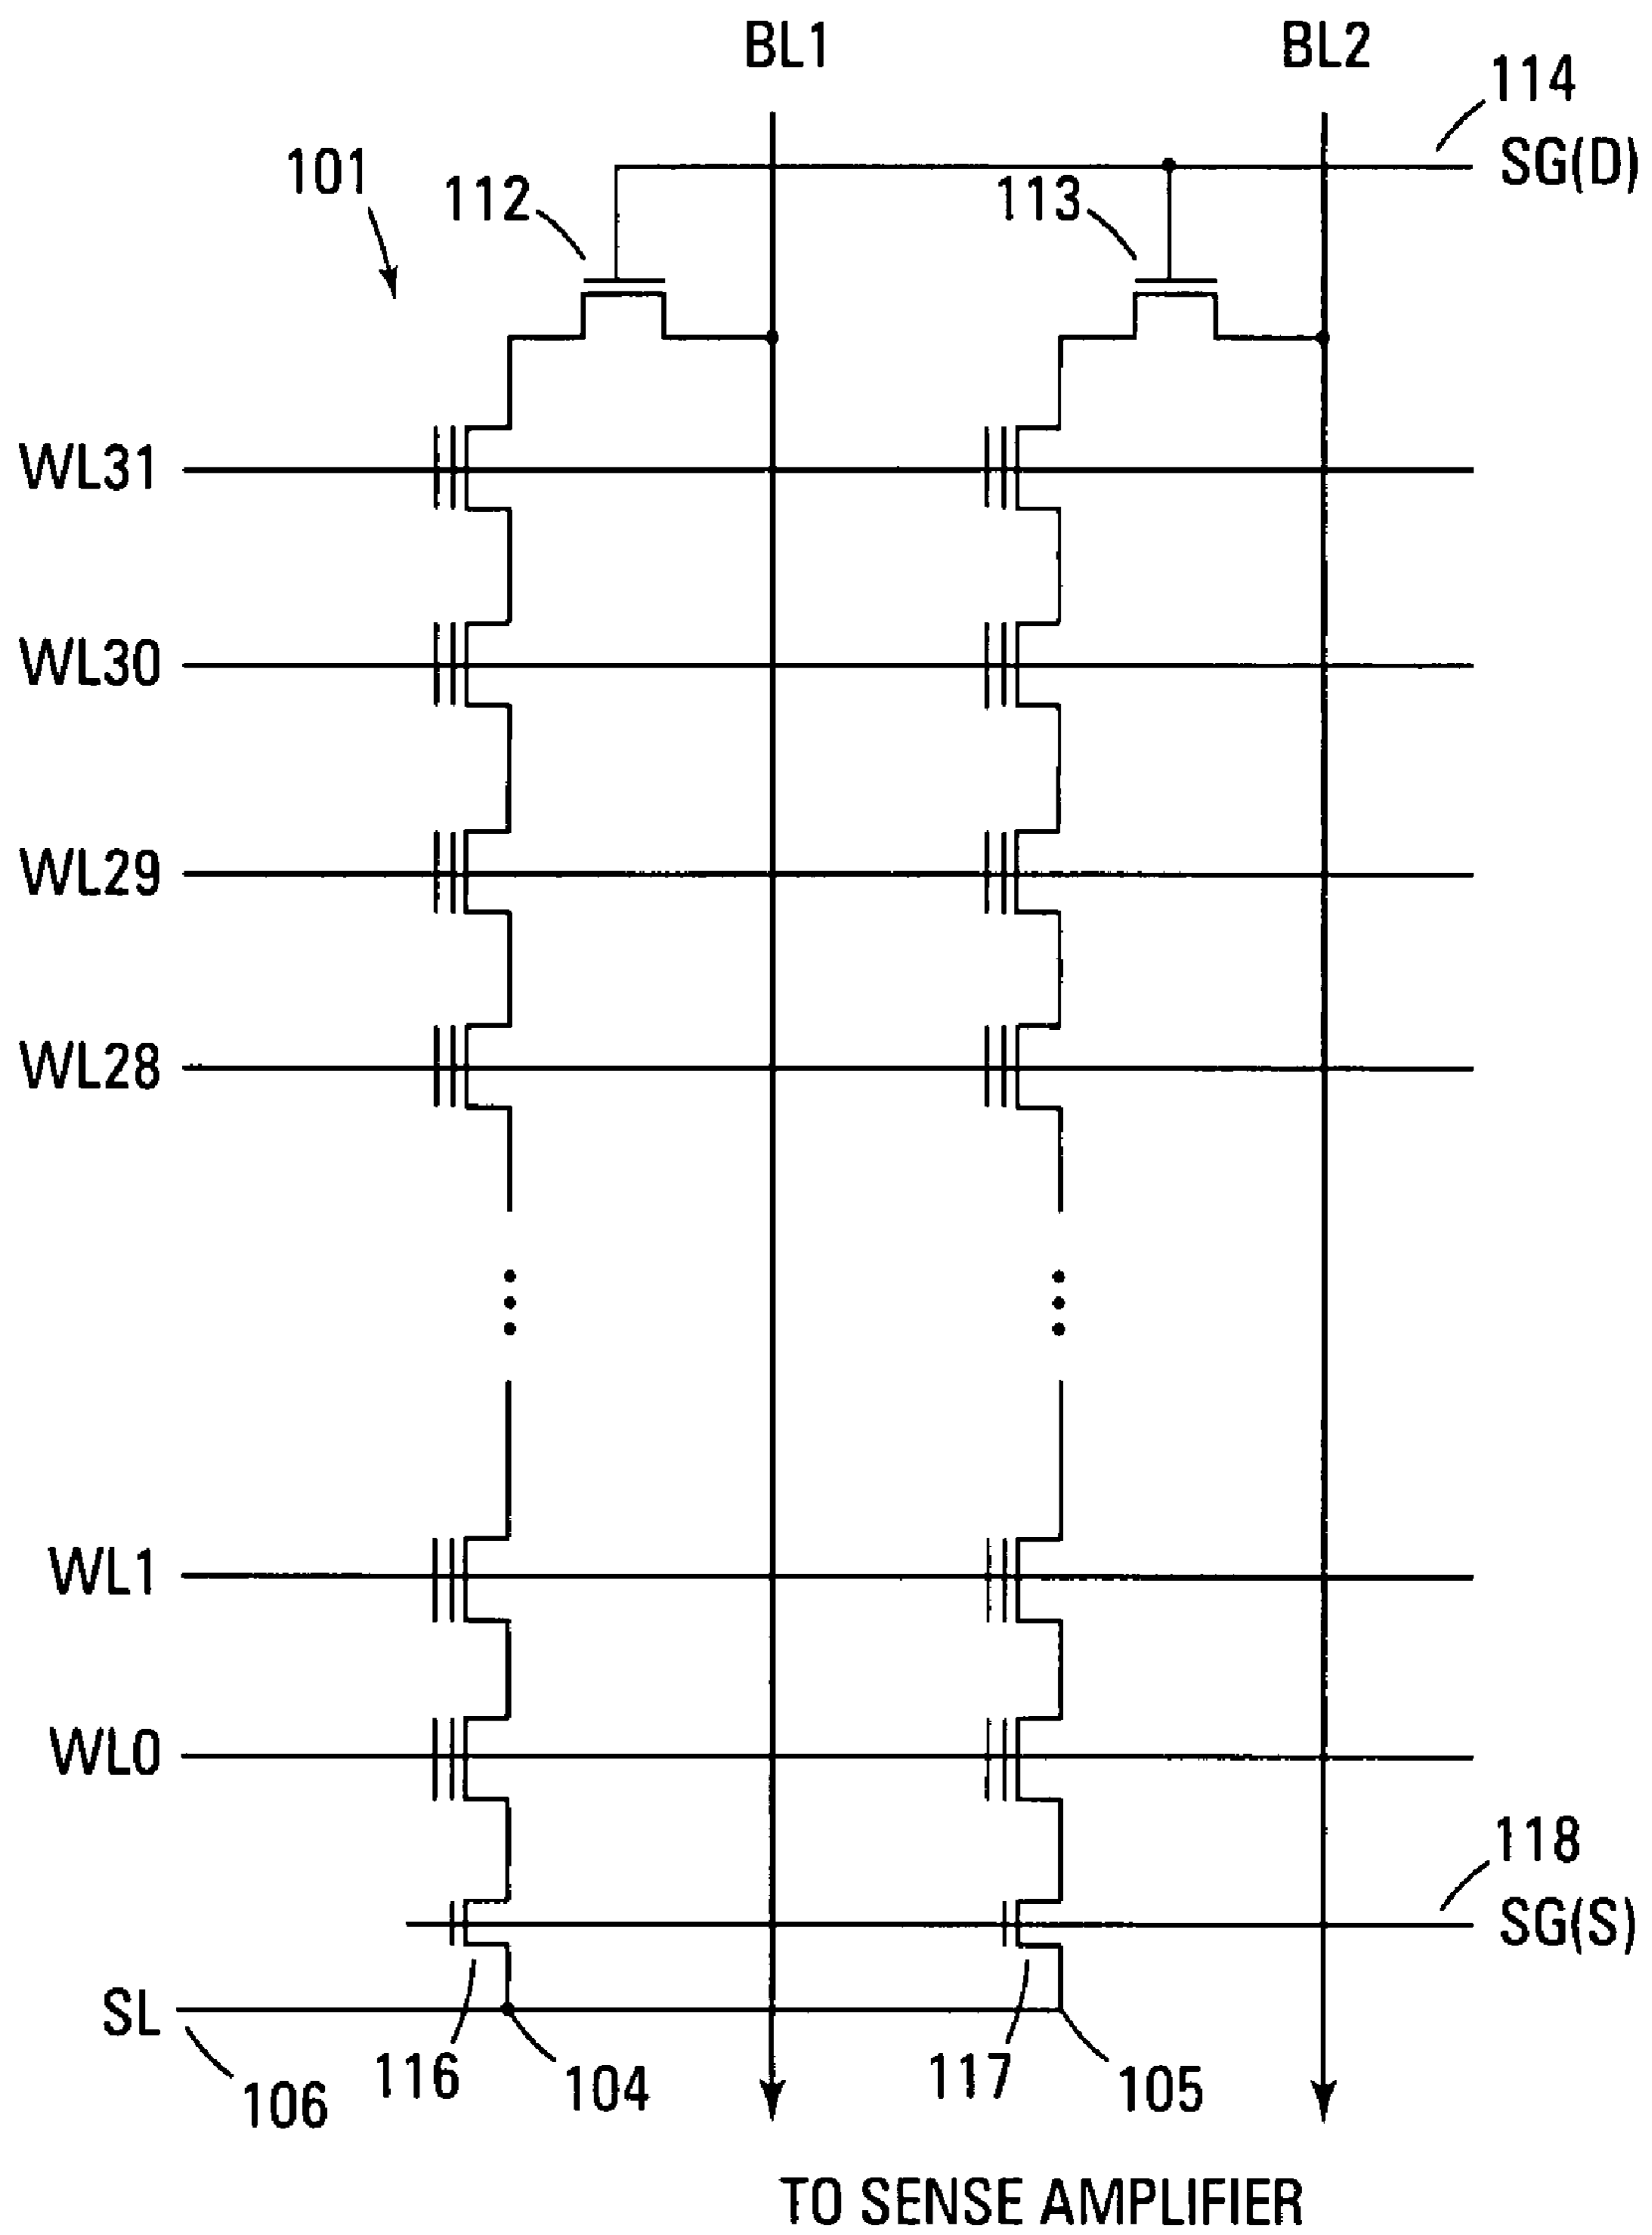 BL1
BL2
114
SG(D)
101
112
113
WL31
WL30
WL29
WL28
WL1
WL0
118
SG(S)
SL
106
116
104
117
105
TO SENSE AMPLIFIER